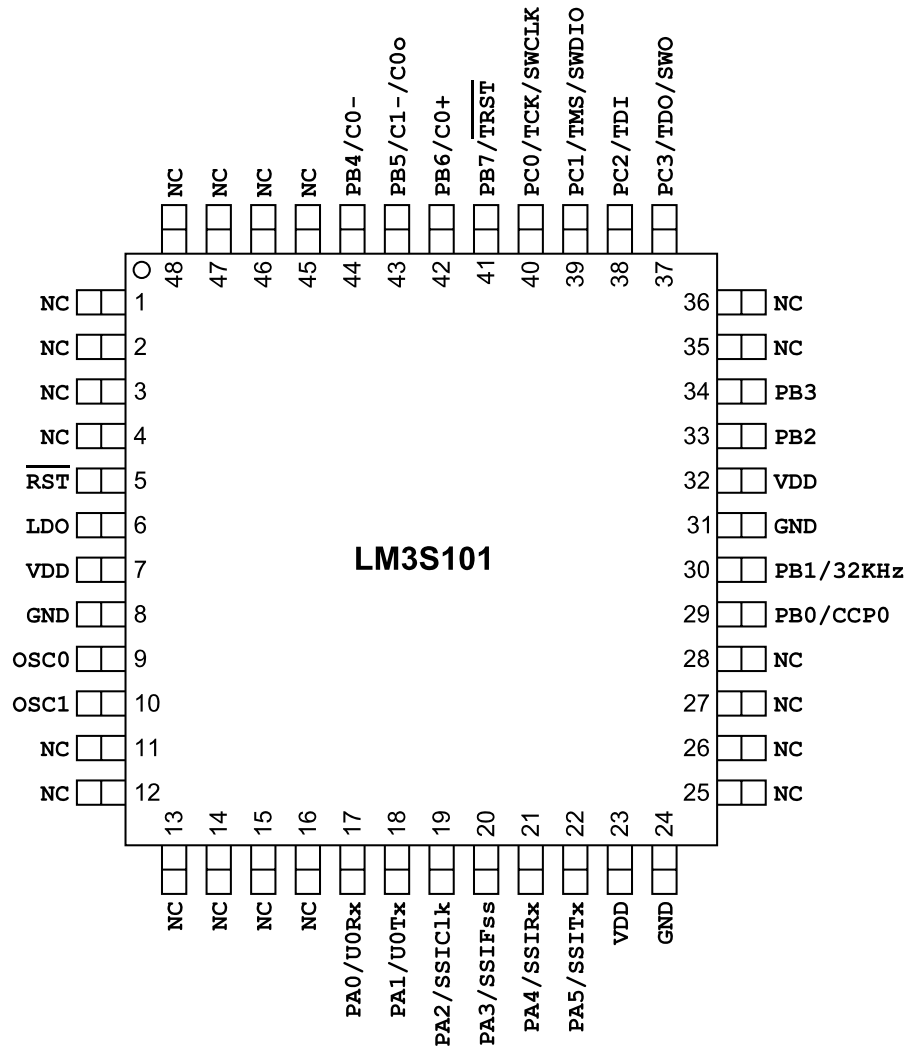 NC
NC
NC
NC
PB4/C0-
PB5/C1-/C0o
PB6/C0+
PB7/TRST
PC0/TCK/SWCLK
PC1/TMS/SWDIO
PC2/TDI
PC3/TDO/SWO
48
47
46
45
44
43
42
41
40
39
38
37
NC 1
NC 2
NC 3
NC 4
RST 5
LDO 6
VDD 7
GND 8
OSC0 9
OSC1 10
NC 11
NC 12
LM3S101
36 NC
35 NC
34 PB3
33 PB2
32 VDD
31 GND
30 PB1/32KHz
29 PB0/CCP0
28 NC
27 NC
26 NC
25 NC
13
14
15
16
17
18
19
20
21
22
23
24
NC
NC
NC
NC
PA0/U0Rx
PA1/U0Tx
PA2/SSIClk
PA3/SSIFss
PA4/SSIRx
PA5/SSITx
VDD
GND